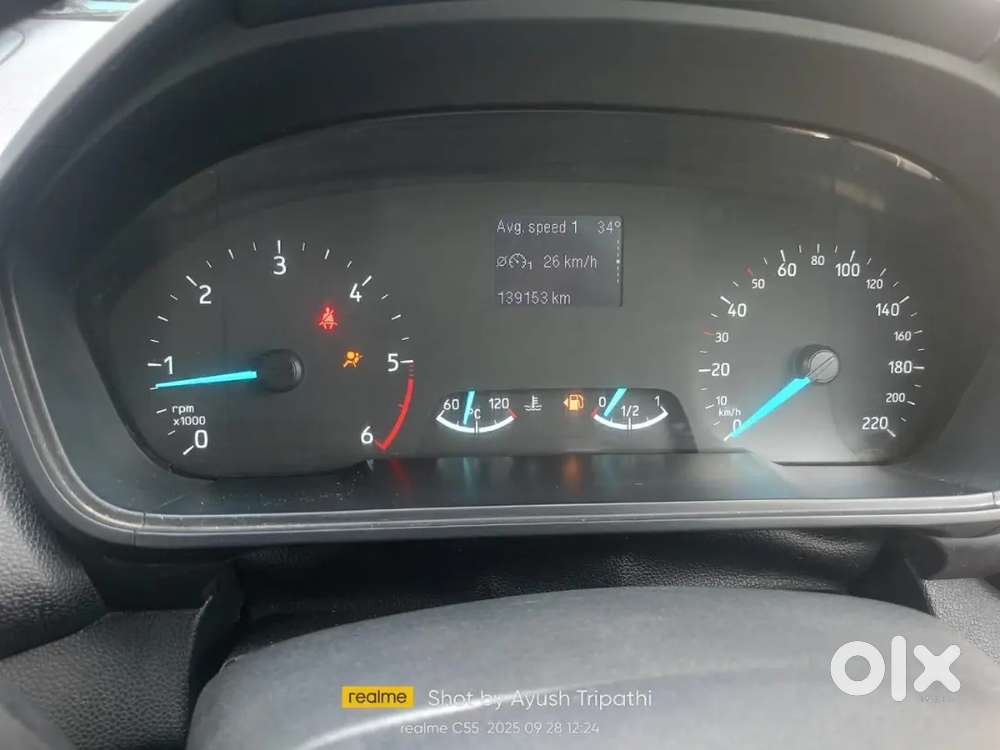 Avg. speed 1 34°
⌀ 1 26 km/h
139153 km
0
1
2
3
4
5
6
rpm
x1000
60 °C 120
0 1/2 1
0
10
20
30
40
50
60
80
100
120
140
160
180
200
220
km/h
olx
realme Shot by Ayush Tripathi
realme C55 2025 09 28 12:24